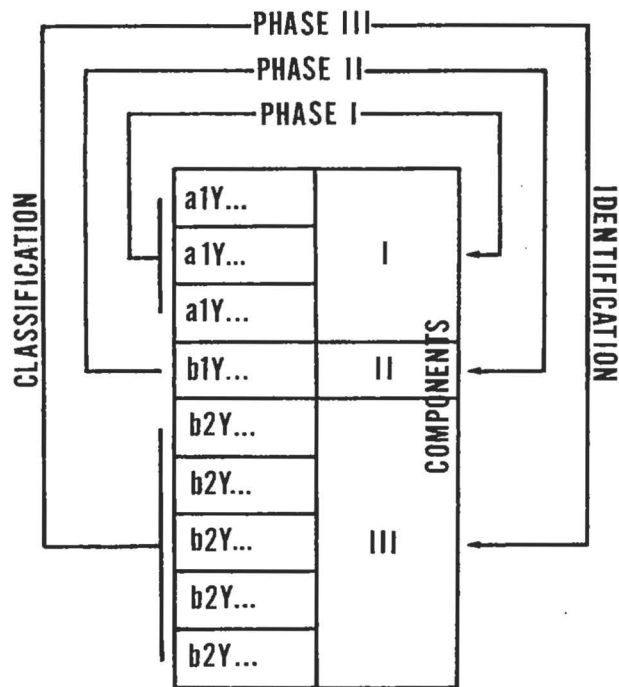 PHASE III
PHASE II
PHASE I
CLASSIFICATION
IDENTIFICATION
COMPONENTS
a1Y...
a1Y...
I
a1Y...
b1Y...
II
b2Y...
b2Y...
b2Y...
III
b2Y...
b2Y...